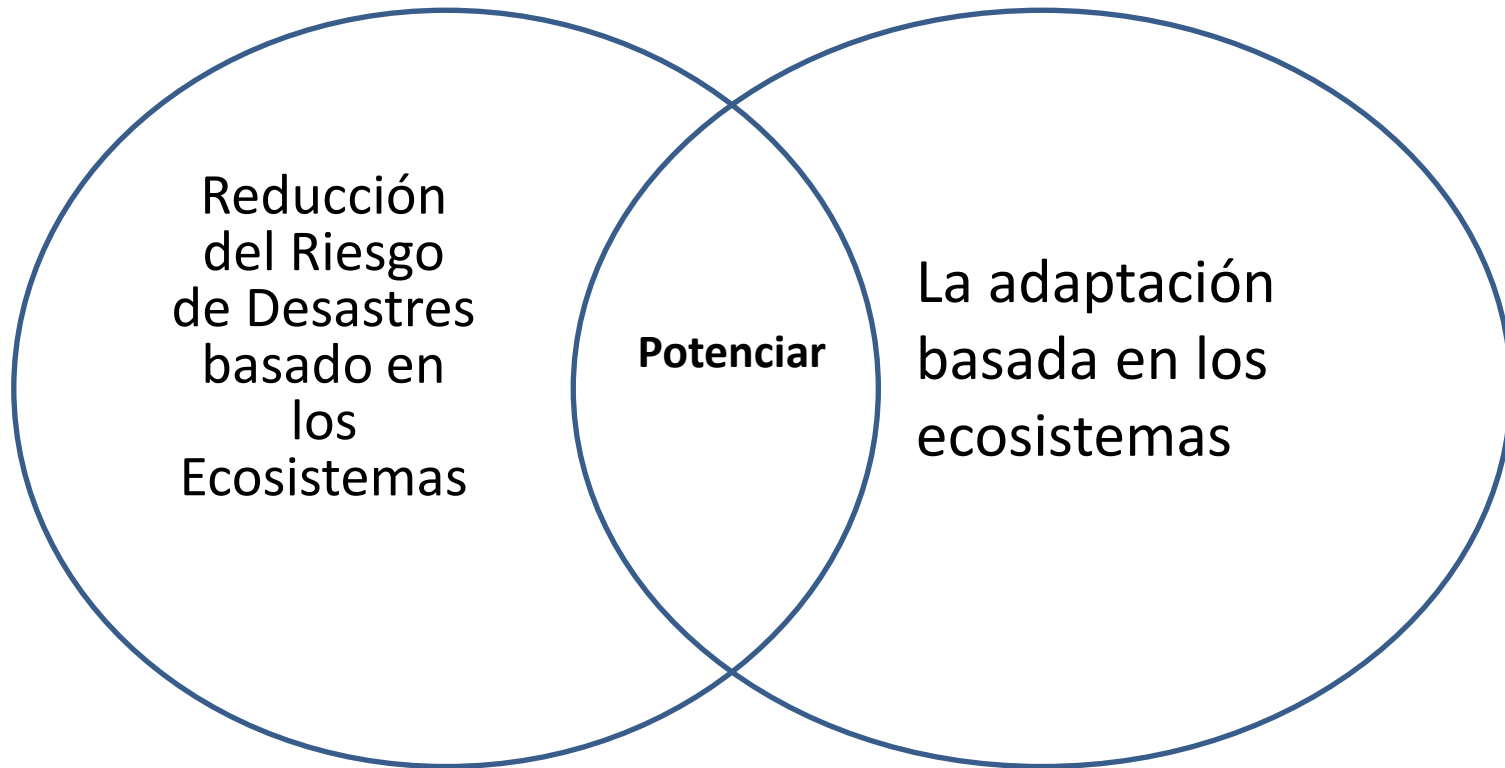 Reducción
del Riesgo
de Desastres
basado en
los
Ecosistemas
Potenciar
La adaptación
basada en los
ecosistemas